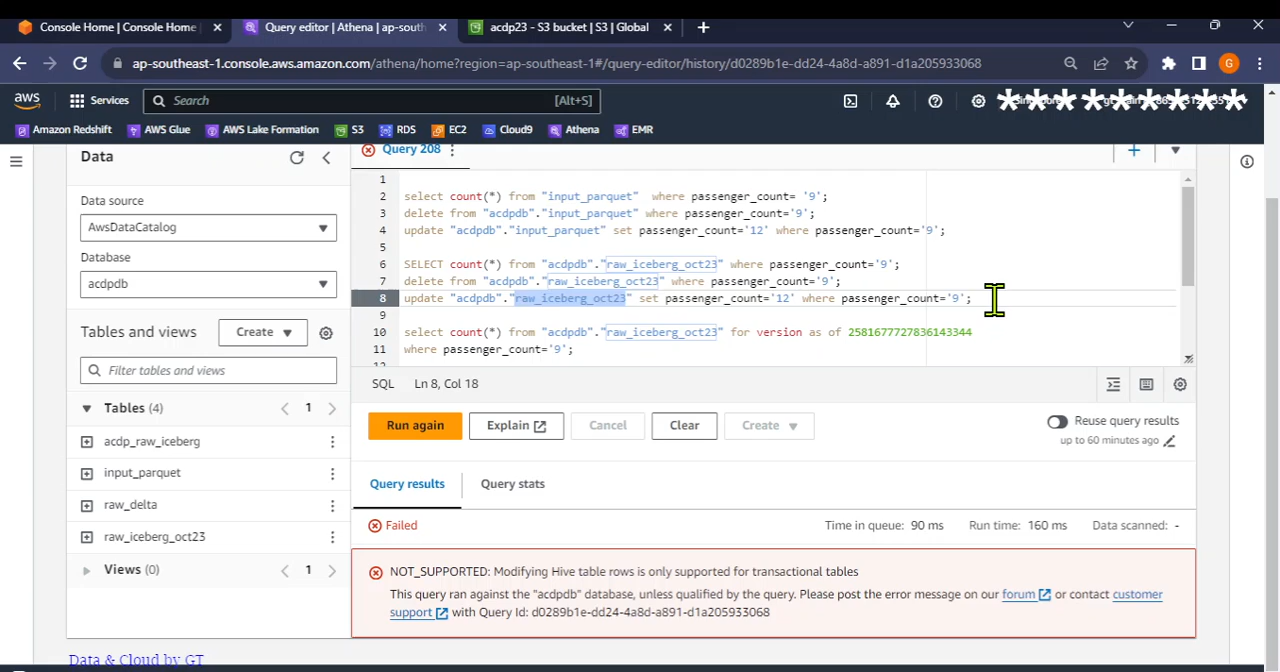 Console Home | Console Home
Query editor | Athena | ap-south
acdp23 - S3 bucket | S3 | Global
ap-southeast-1.console.aws.amazon.com/athena/home?region=ap-southeast-1#/query-editor/history/d0289b1e-dd24-4a8d-a891-d1a205933068
G
aws
Services
Search
[Alt+S]
**********
Amazon Redshift
AWS Glue
AWS Lake Formation
S3
RDS
EC2
Cloud9
Athena
EMR
Data
Data source
AwsDataCatalog
Database
acdpdb
Tables and views
Create
Filter tables and views
Tables (4)
1
acdp_raw_iceberg
input_parquet
raw_delta
raw_iceberg_oct23
Views (0)
1
Data & Cloud by GT
Query 208
1
2 select count(*) from "input_parquet"  where passenger_count= '9';
3 delete from "acdpdb"."input_parquet" where passenger_count='9';
4 update "acdpdb"."input_parquet" set passenger_count='12' where passenger_count='9';
5
6 SELECT count(*) from "acdpdb"."raw_iceberg_oct23" where passenger_count='9';
7 delete from "acdpdb"."raw_iceberg_oct23" where passenger_count='9';
8 update "acdpdb"."raw_iceberg_oct23" set passenger_count='12' where passenger_count='9';
9
10 select count(*) from "acdpdb"."raw_iceberg_oct23" for version as of 2581677727836143344
11 where passenger_count='9';
12
SQL
Ln 8, Col 18
Run again
Explain
Cancel
Clear
Create
Reuse query results
up to 60 minutes ago
Query results
Query stats
Failed
Time in queue: 90 ms
Run time: 160 ms
Data scanned: -
NOT_SUPPORTED: Modifying Hive table rows is only supported for transactional tables
This query ran against the "acdpdb" database, unless qualified by the query. Please post the error message on our forum or contact customer
support with Query Id: d0289b1e-dd24-4a8d-a891-d1a205933068